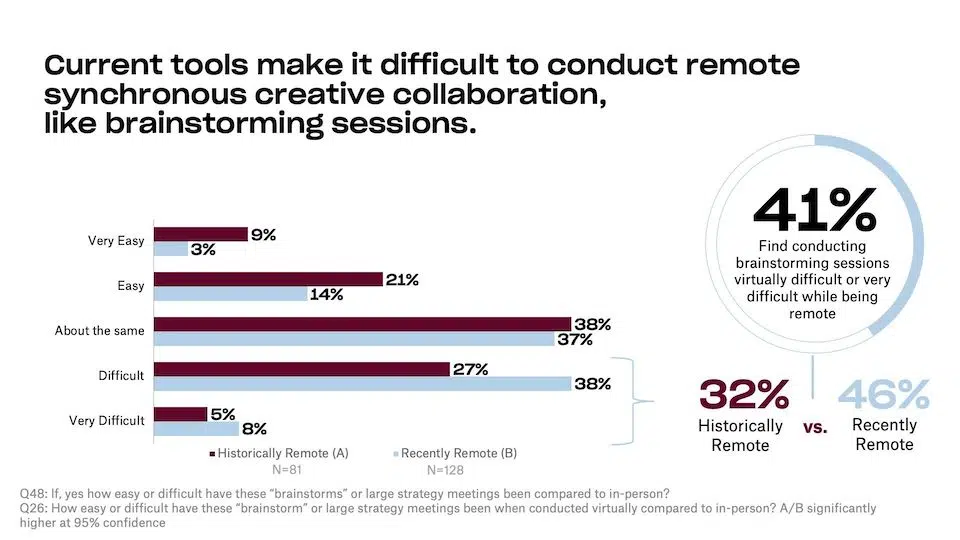 Current tools make it difficult to conduct remote
synchronous creative collaboration,
like brainstorming sessions.
Very Easy
9%
3%
Easy
21%
14%
About the same
38%
37%
Difficult
27%
38%
Very Difficult
5%
8%
Historically Remote (A)
N=81
Recently Remote (B)
N=128
41%
Find conducting
brainstorming sessions
virtually difficult or very
difficult while being
remote
32%
Historically
Remote
vs.
46%
Recently
Remote
Q48: If, yes how easy or difficult have these “brainstorms” or large strategy meetings been compared to in-person?
Q26: How easy or difficult have these “brainstorm” or large strategy meetings been when conducted virtually compared to in-person? A/B significantly
higher at 95% confidence